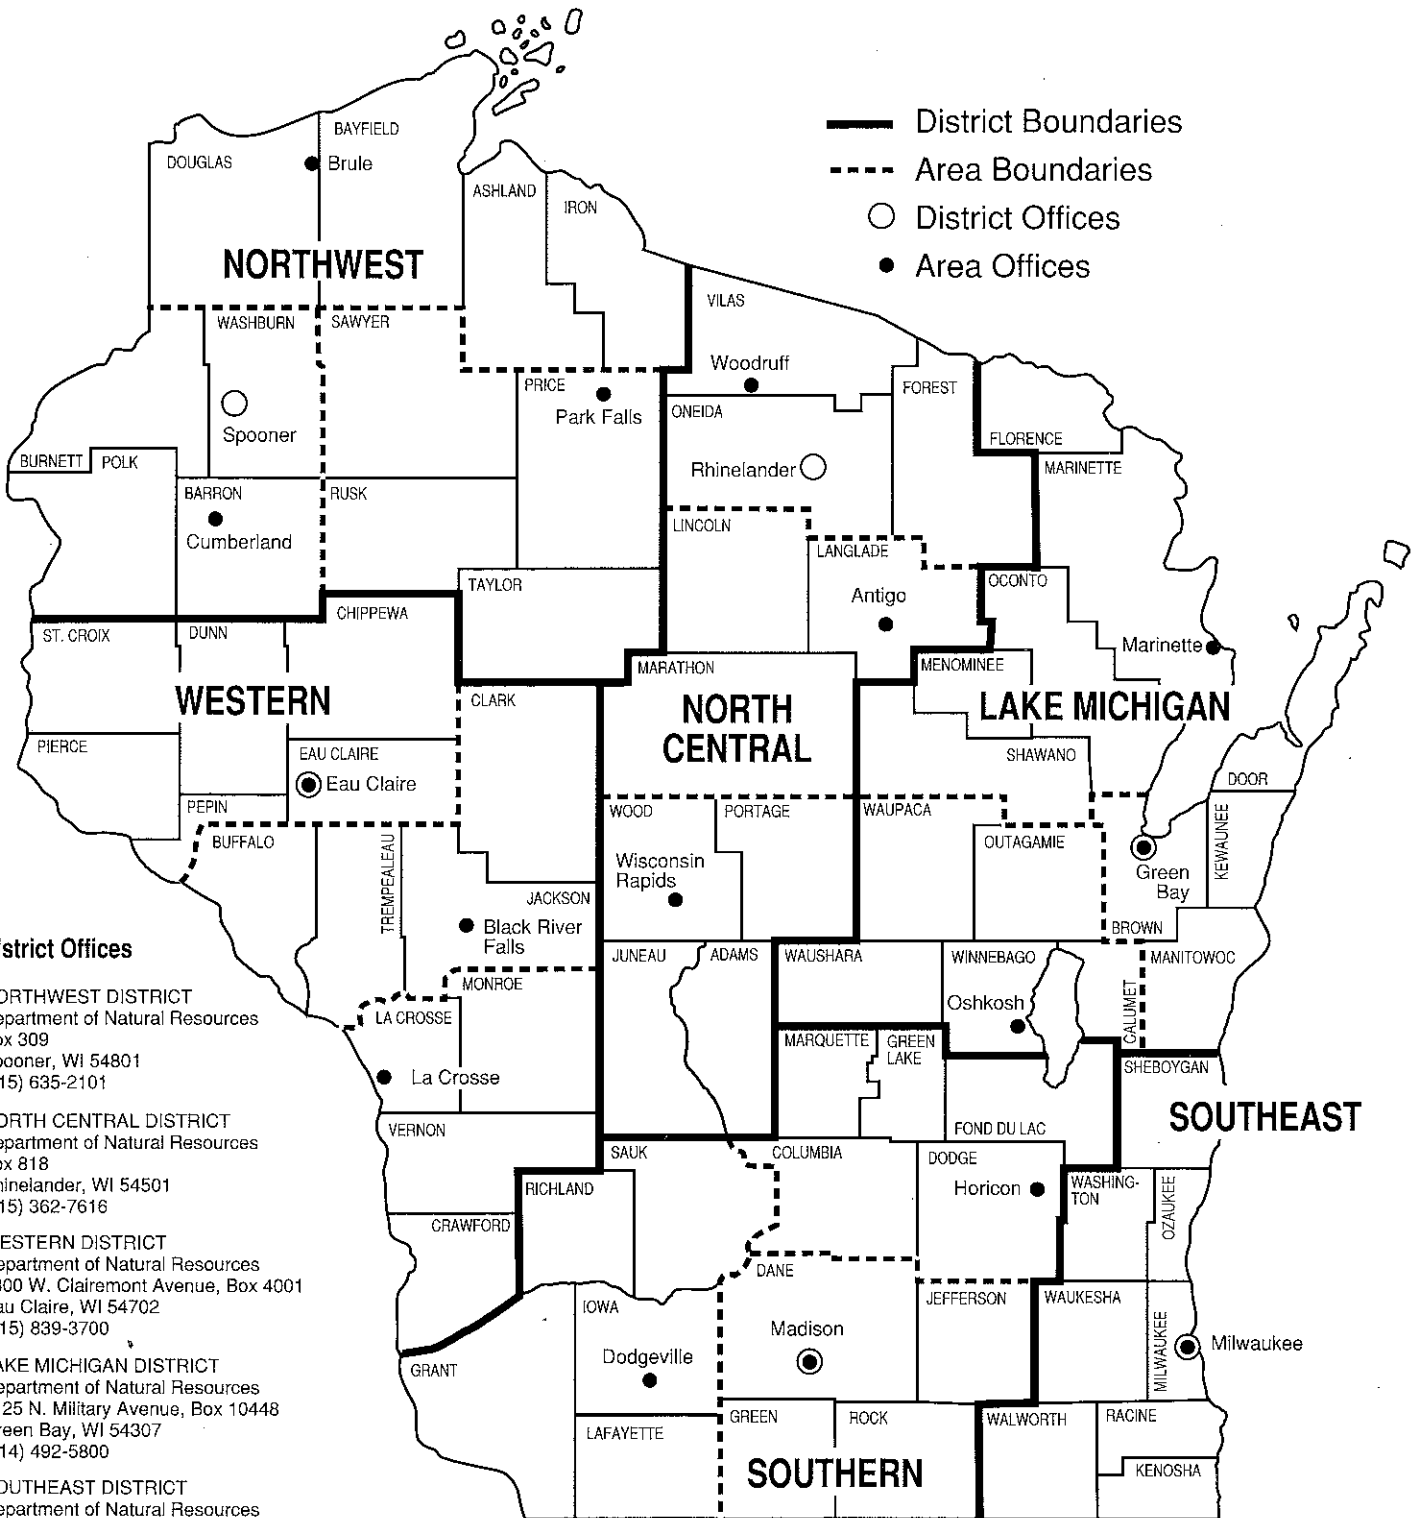 District Boundaries
Area Boundaries
District Offices
Area Offices
BAYFIELD
DOUGLAS
Brule
ASHLAND
IRON
NORTHWEST
VILAS
WASHBURN
SAWYER
Woodruff
PRICE
FOREST
Park Falls
ONEIDA
Spooner
FLORENCE
BURNETT
POLK
MARINETTE
Rhinelander
BARRON
RUSK
LINCOLN
Cumberland
LANGLADE
TAYLOR
OCONTO
Antigo
CHIPPEWA
ST. CROIX
DUNN
Marinette
MARATHON
MENOMINEE
WESTERN
CLARK
NORTH
CENTRAL
LAKE MICHIGAN
PIERCE
EAU CLAIRE
SHAWANO
Eau Claire
DOOR
PEPIN
WOOD
PORTAGE
WAUPACA
BUFFALO
OUTAGAMIE
KEWAUNEE
TREMPEALEAU
Wisconsin
Rapids
Green
Bay
JACKSON
Black River
Falls
BROWN
JUNEAU
ADAMS
WAUSHARA
WINNEBAGO
MANITOWOC
MONROE
Oshkosh
CALUMET
LA CROSSE
MARQUETTE
GREEN
LAKE
La Crosse
SHEBOYGAN
SOUTHEAST
VERNON
FOND DU LAC
SAUK
COLUMBIA
DODGE
RICHLAND
Horicon
WASHING-
TON
OZAUKEE
CRAWFORD
DANE
IOWA
JEFFERSON
WAUKESHA
Madison
MILWAUKEE
Milwaukee
Dodgeville
GRANT
GREEN
ROCK
WALWORTH
RACINE
LAFAYETTE
SOUTHERN
KENOSHA
strict Offices
ORTHWEST DISTRICT
epartment of Natural Resources
ox 309
pooner, WI 54801
15) 635-2101
ORTH CENTRAL DISTRICT
epartment of Natural Resources
ox 818
hinelander, WI 54501
15) 362-7616
ESTERN DISTRICT
epartment of Natural Resources
300 W. Clairemont Avenue, Box 4001
au Claire, WI 54702
15) 839-3700
AKE MICHIGAN DISTRICT
epartment of Natural Resources
25 N. Military Avenue, Box 10448
reen Bay, WI 54307
14) 492-5800
OUTHEAST DISTRICT
epartment of Natural Resources